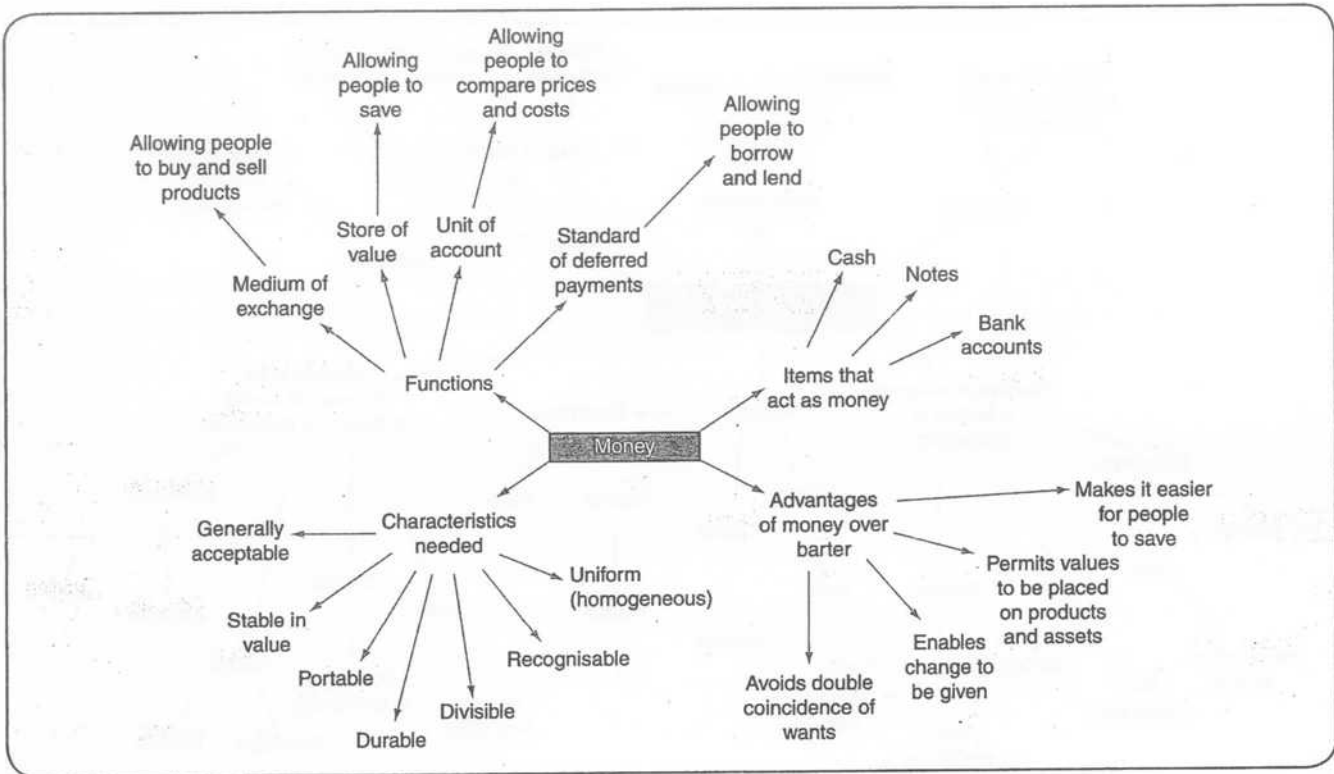 Allowing
people to
save
Allowing
people to
compare prices
and costs
Allowing
people to
borrow
and lend
Allowing people
to buy and sell
products
Store of
value
Unit of
account
Standard
of deferred
payments
Medium of
exchange
Cash
Notes
Bank
accounts
Functions
Items that
act as money
Money
Characteristics
needed
Advantages
of money over
barter
Generally
acceptable
Stable in
value
Portable
Durable
Divisible
Recognisable
Uniform
(homogeneous)
Makes it easier
for people
to save
Permits values
to be placed
on products
and assets
Enables
change to
be given
Avoids double
coincidence of
wants